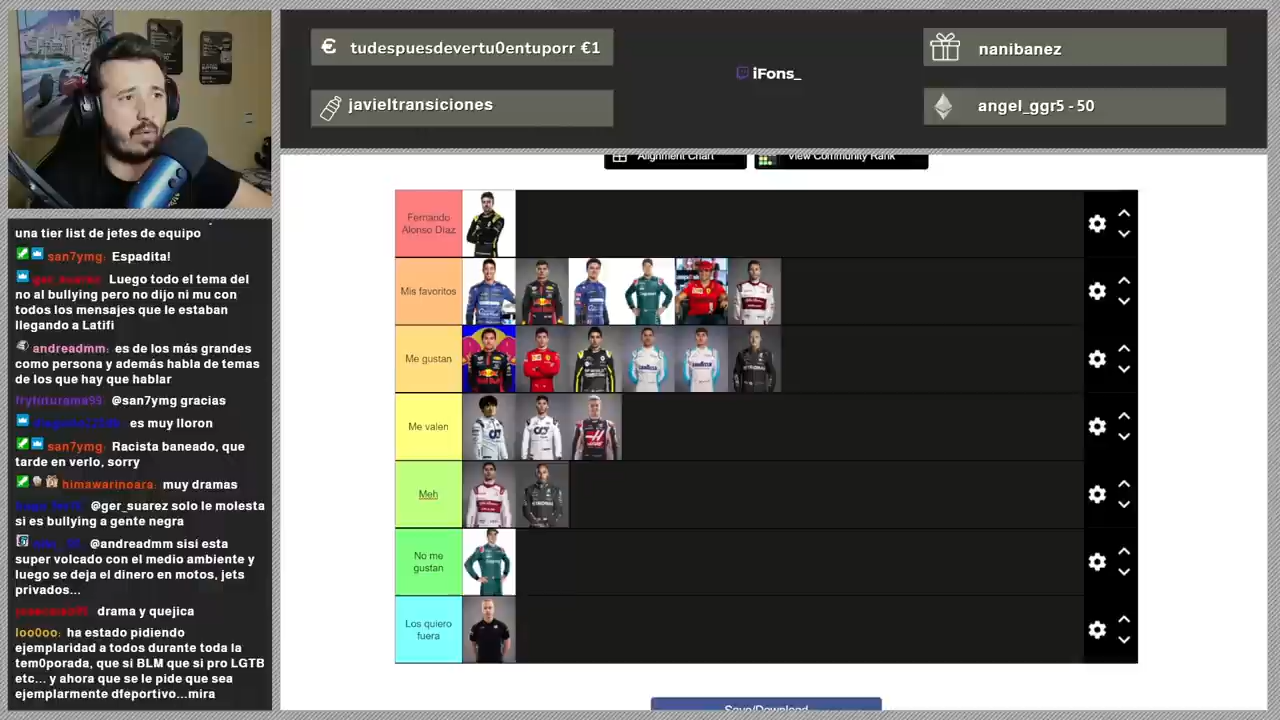 € tudespuesdevertu0entuporr €1
nanibanez
iFons_
javieltransiciones
angel_ggr5 - 50
Alignment Chart
View Community Rank
Fernando
Alonso Díaz
Mis favoritos
Me gustan
Me valen
Meh
No me
gustan
Los quiero
fuera
Save/Download
una tier list de jefes de equipo
san7ymg: Espadita!
ger_suarez: Luego todo el tema del
no al bullying pero no dijo ni mu con
todos los mensajes que le estaban
llegando a Latifi
andreadmm: es de los más grandes
como persona y además habla de temas
de los que hay que hablar
fryfuturama99: @san7ymg gracias
es muy lloron
san7ymg: Racista baneado, que
tarde en verlo, sorry
himawarinoara: muy dramas
@ger_suarez solo le molesta
si es bullying a gente negra
@andreadmm sisi esta
super volcado con el medio ambiente y
luego se deja el dinero en motos, jets
privados...
drama y quejica
loo0oo: ha estado pidiendo
ejemplaridad a todos durante toda la
tem0porada, que si BLM que si pro LGTB
etc... y ahora que se le pide que sea
ejemplarmente dfeportivo...mira